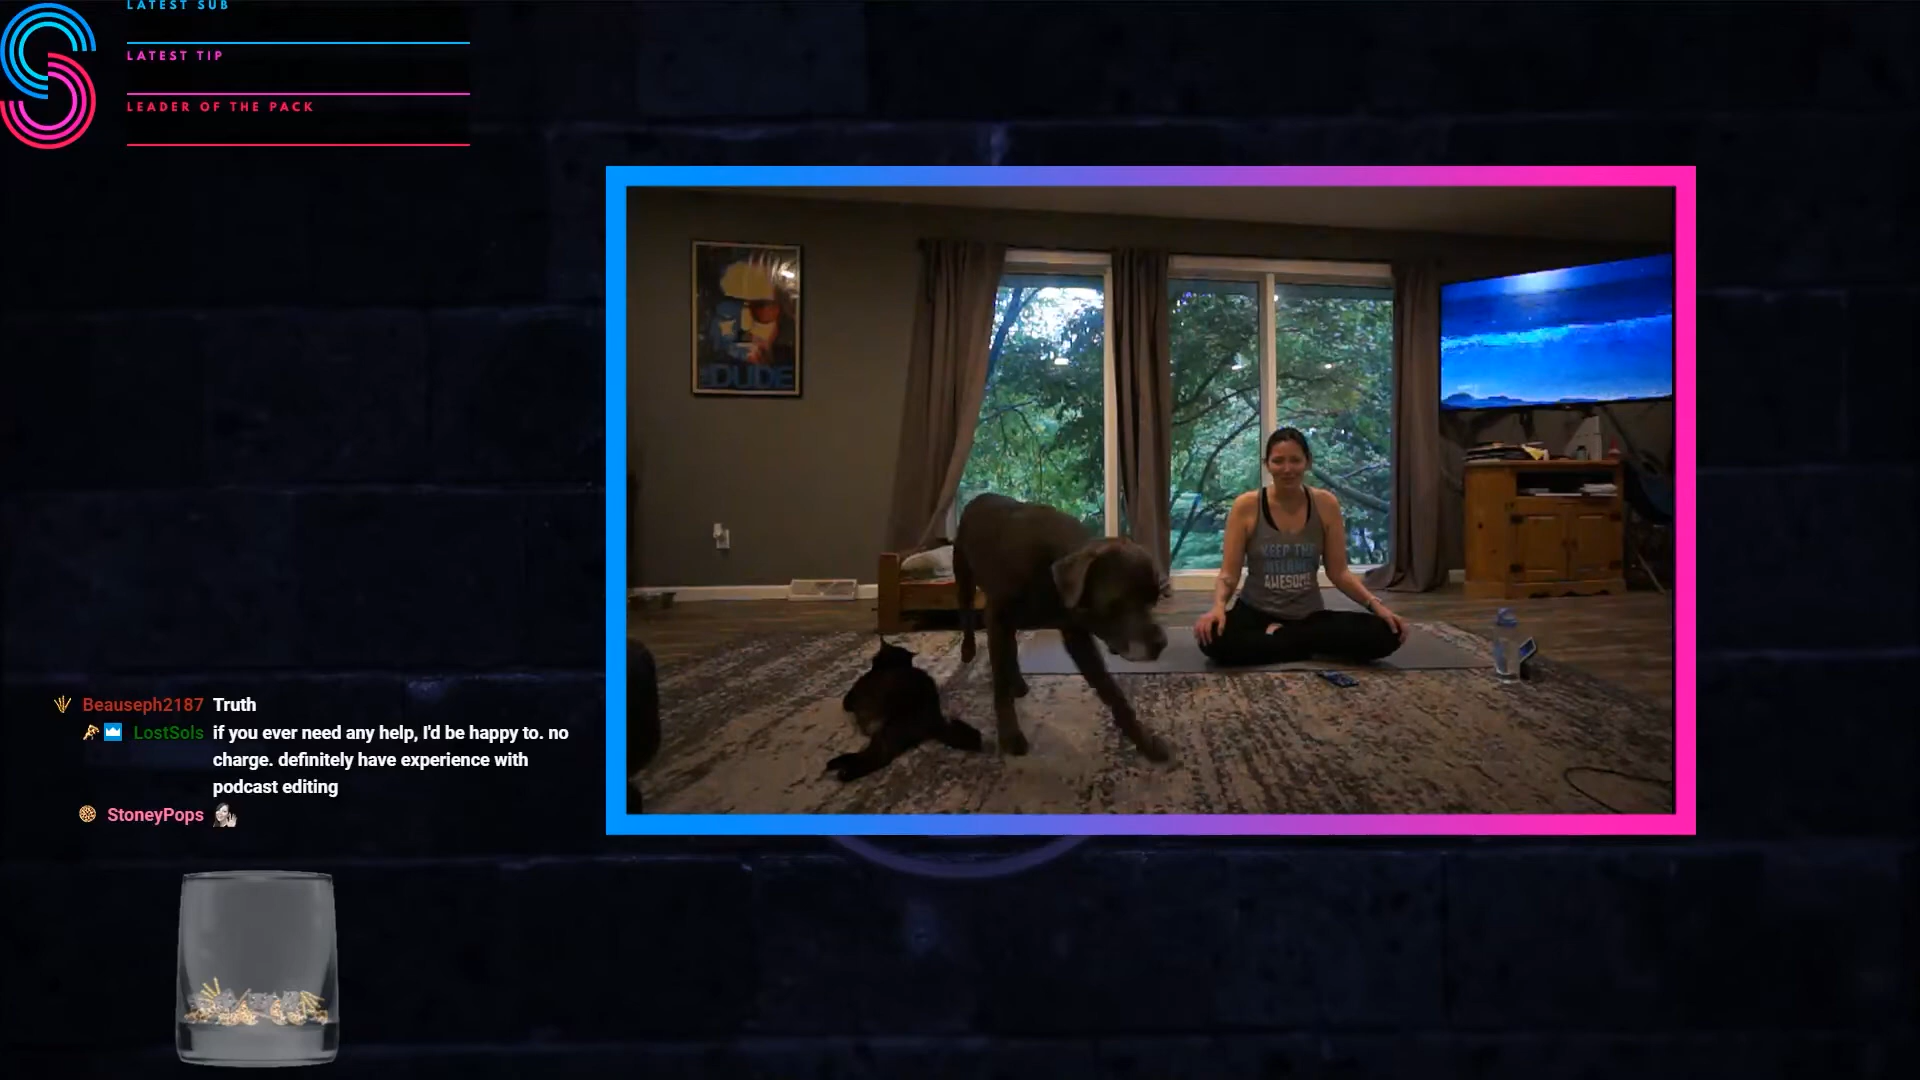 LATEST SUB
LATEST TIP
LEADER OF THE PACK
DUDE
KEEP THE
INTERNET
AWESOME
Beauseph2187 Truth
LostSols if you ever need any help, I'd be happy to. no
charge. definitely have experience with
podcast editing
StoneyPops